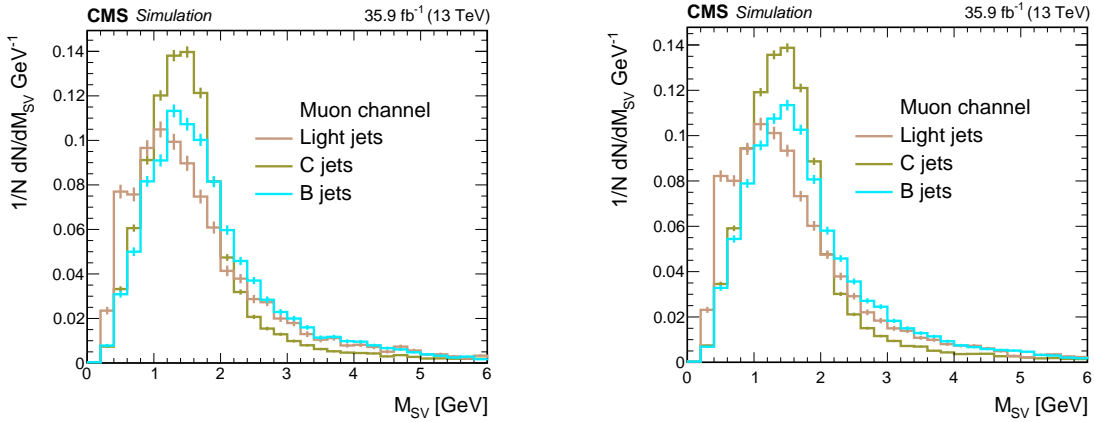 CMS Simulation 35.9 fb⁻¹ (13 TeV)
1/N dN/dM_SV GeV⁻¹
0.14
0.12
0.1
0.08
0.06
0.04
0.02
0
Muon channel
Light jets
C jets
B jets
0 1 2 3 4 5 6
M_SV [GeV]
CMS Simulation 35.9 fb⁻¹ (13 TeV)
1/N dN/dM_SV GeV⁻¹
0.14
0.12
0.1
0.08
0.06
0.04
0.02
0
Muon channel
Light jets
C jets
B jets
0 1 2 3 4 5 6
M_SV [GeV]